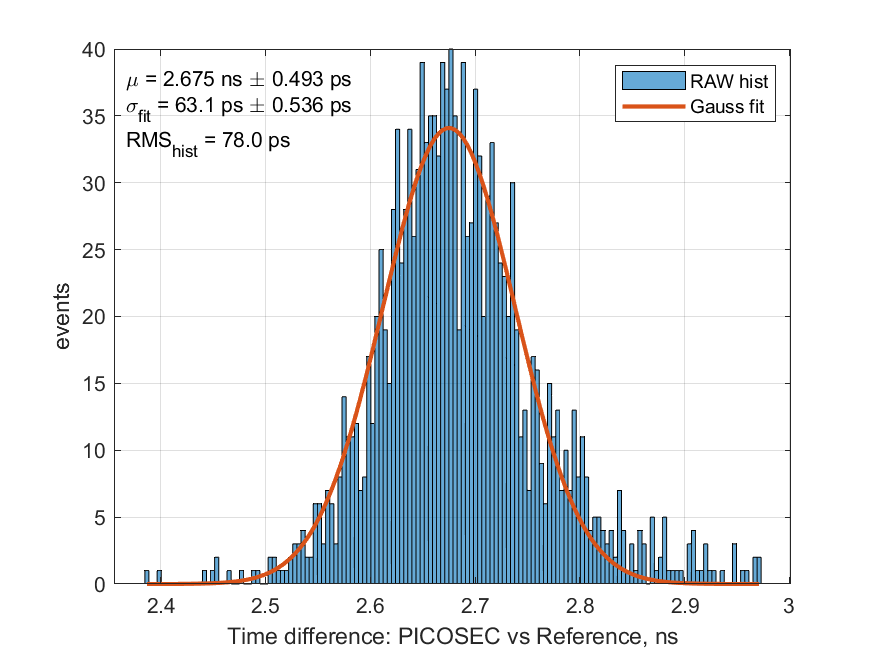 μ = 2.675 ns ± 0.493 ps
σfit = 63.1 ps ± 0.536 ps
RMShist = 78.0 ps
RAW hist
Gauss fit
40
35
30
25
20
15
10
5
0
events
2.4 2.5 2.6 2.7 2.8 2.9 3
Time difference: PICOSEC vs Reference, ns